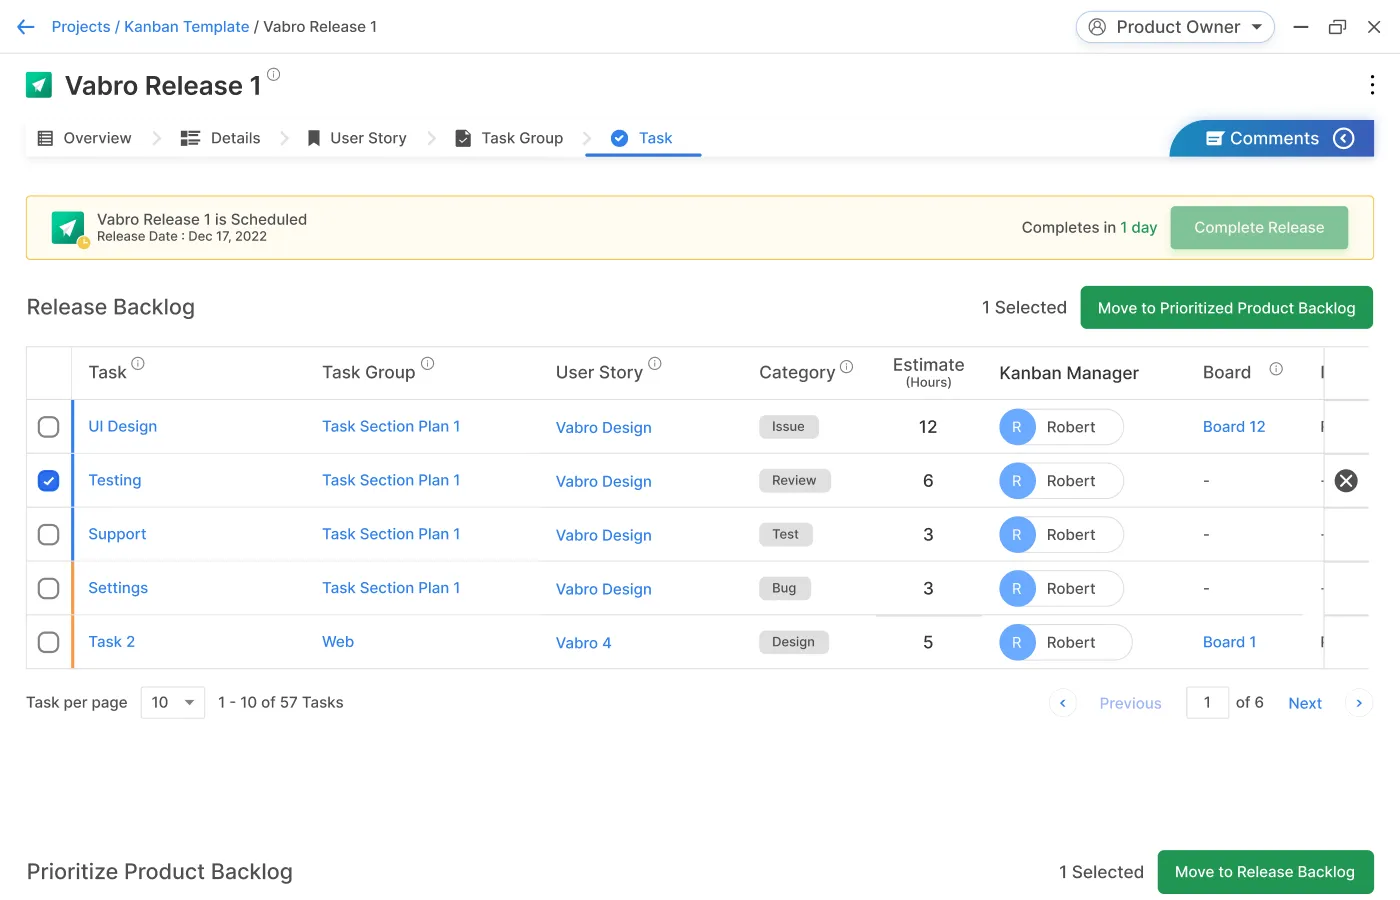 Projects / Kanban Template / Vabro Release 1
Product Owner
Vabro Release 1
Overview Details User Story Task Group Task
Comments
Vabro Release 1 is Scheduled
Release Date : Dec 17, 2022
Completes in 1 day
Complete Release
Release Backlog
1 Selected
Move to Prioritized Product Backlog
Task Task Group User Story Category Estimate (Hours) Kanban Manager Board
UI Design Task Section Plan 1 Vabro Design Issue 12 R Robert Board 12
Testing Task Section Plan 1 Vabro Design Review 6 R Robert - -
Support Task Section Plan 1 Vabro Design Test 3 R Robert - -
Settings Task Section Plan 1 Vabro Design Bug 3 R Robert - -
Task 2 Web Vabro 4 Design 5 R Robert Board 1
Task per page 10 1 - 10 of 57 Tasks
Previous 1 of 6 Next
Prioritize Product Backlog
1 Selected
Move to Release Backlog